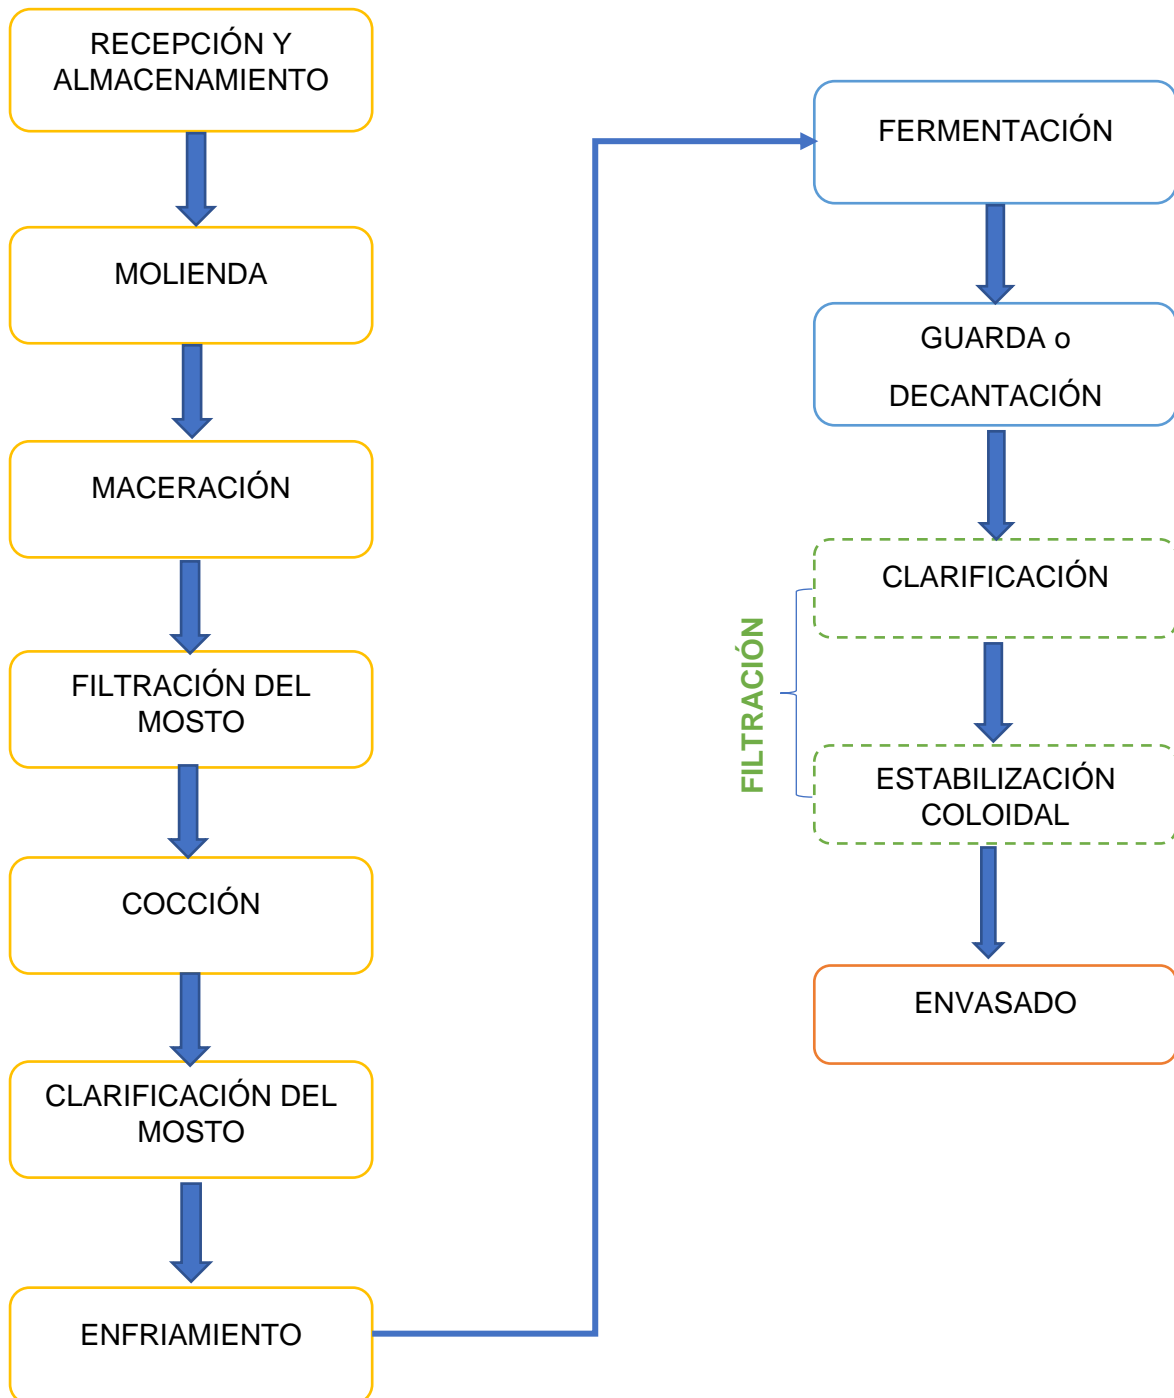 RECEPCIÓN Y
ALMACENAMIENTO
MOLIENDA
MACERACIÓN
FILTRACIÓN DEL
MOSTO
COCCIÓN
CLARIFICACIÓN DEL
MOSTO
ENFRIAMIENTO
FERMENTACIÓN
GUARDA o
DECANTACIÓN
CLARIFICACIÓN
FILTRACIÓN
ESTABILIZACIÓN
COLOIDAL
ENVASADO